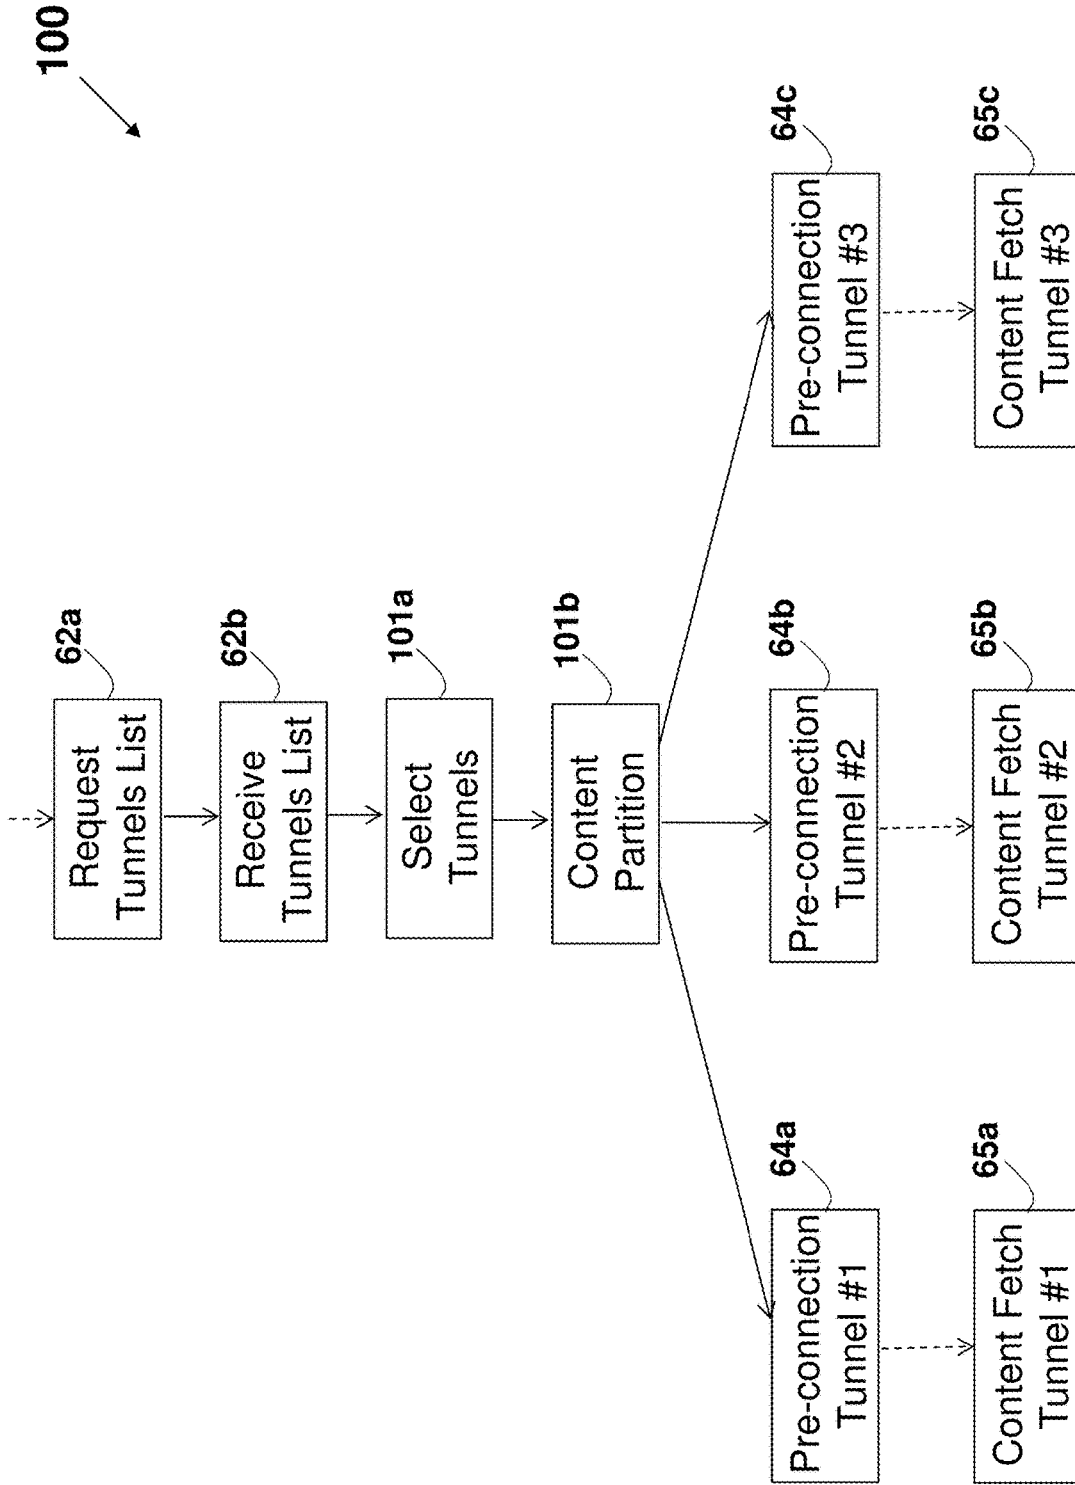 100
62a
Request
Tunnels List
62b
Receive
Tunnels List
101a
Select
Tunnels
101b
Content
Partition
64a
Pre-connection
Tunnel #1
64b
Pre-connection
Tunnel #2
64c
Pre-connection
Tunnel #3
65a
Content Fetch
Tunnel #1
65b
Content Fetch
Tunnel #2
65c
Content Fetch
Tunnel #3